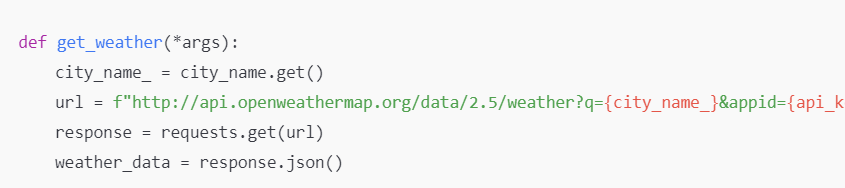 def get_weather(*args):
    city_name_ = city_name.get()
    url = f"http://api.openweathermap.org/data/2.5/weather?q={city_name_}&appid={api_k
    response = requests.get(url)
    weather_data = response.json()